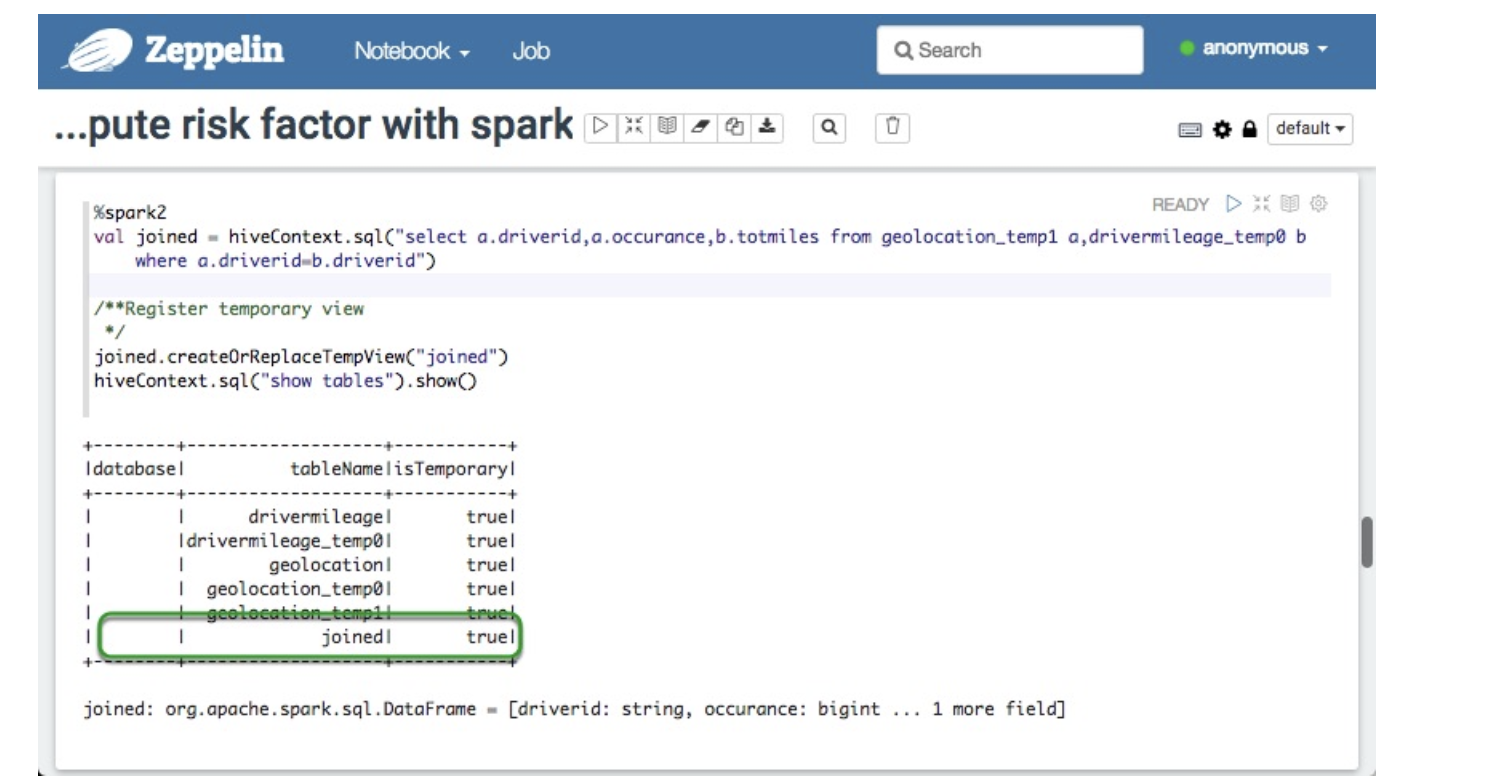 Zeppelin Notebook Job Search anonymous
...pute risk factor with spark default
READY
%spark2
val joined = hiveContext.sql("select a.driverid,a.occurance,b.totmiles from geolocation_temp1 a,drivermileage_temp0 b
where a.driverid=b.driverid")
/**Register temporary view
*/
joined.createOrReplaceTempView("joined")
hiveContext.sql("show tables").show()
+--------+-------------------+-----------+
|database|          tableName|isTemporary|
+--------+-------------------+-----------+
|        |      drivermileage|       true|
|        |drivermileage_temp0|       true|
|        |        geolocation|       true|
|        |  geolocation_temp0|       true|
|        |  geolocation_temp1|       true|
|        |             joined|       true|
+--------+-------------------+-----------+
joined: org.apache.spark.sql.DataFrame = [driverid: string, occurance: bigint ... 1 more field]